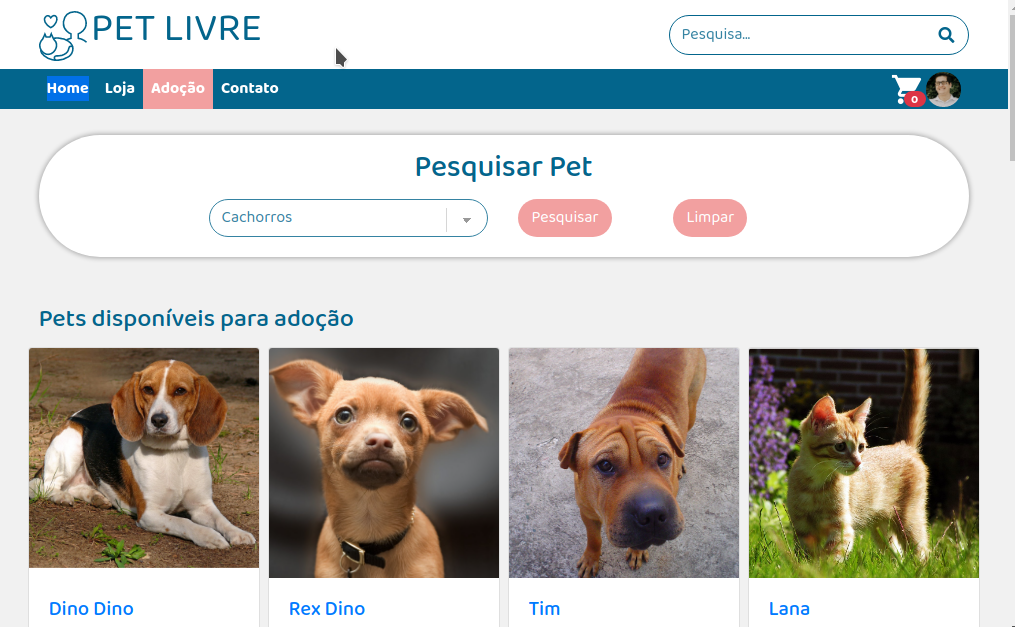 PET LIVRE
Pesquisa...
Home Loja Adoção Contato
0
Pesquisar Pet
Cachorros Pesquisar Limpar
Pets disponíveis para adoção
Dino Dino Rex Dino Tim Lana